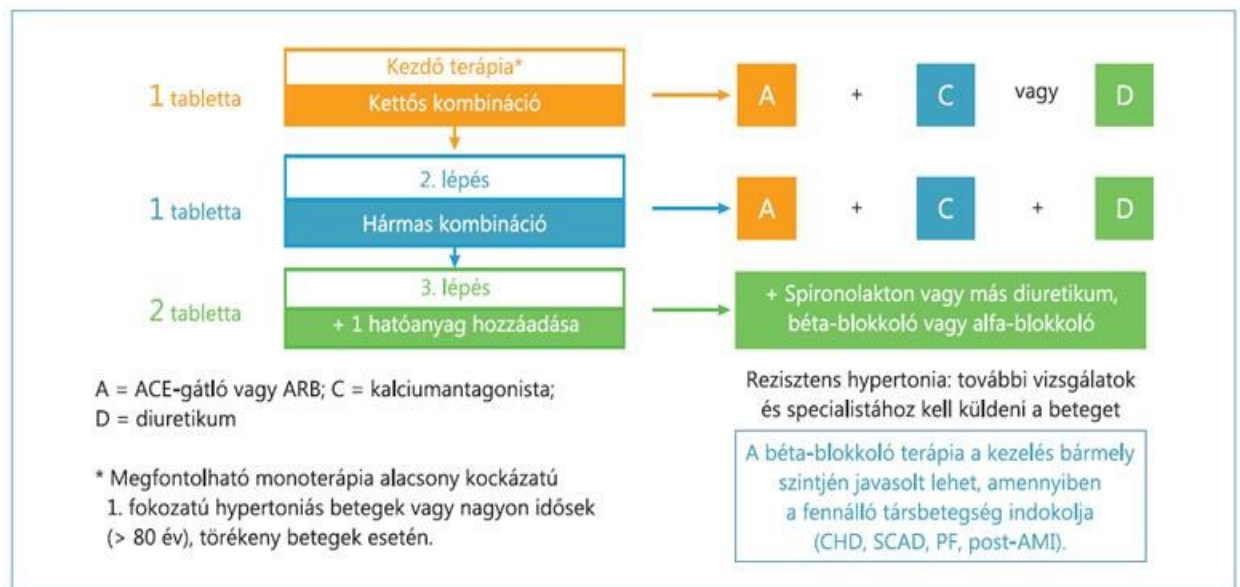 Kezdő terápia*
1 tabletta
Kettős kombináció
A + C vagy D
2. lépés
1 tabletta
Hármas kombináció
A + C + D
3. lépés
2 tabletta
+ 1 hatóanyag hozzáadása
+ Spironolakton vagy más diuretikum,
béta-blokkoló vagy alfa-blokkoló
A = ACE-gátló vagy ARB; C = kalciumantagonista;
D = diuretikum
* Megfontolható monoterápia alacsony kockázatú
1. fokozatú hypertoniás betegek vagy nagyon idősek
(> 80 év), törékeny betegek esetén.
Rezisztens hypertonia: további vizsgálatok
és specialistához kell küldeni a beteget
A béta-blokkoló terápia a kezelés bármely
szintjén javasolt lehet, amennyiben
a fennálló társbetegség indokolja
(CHD, SCAD, PF, post-AMI).